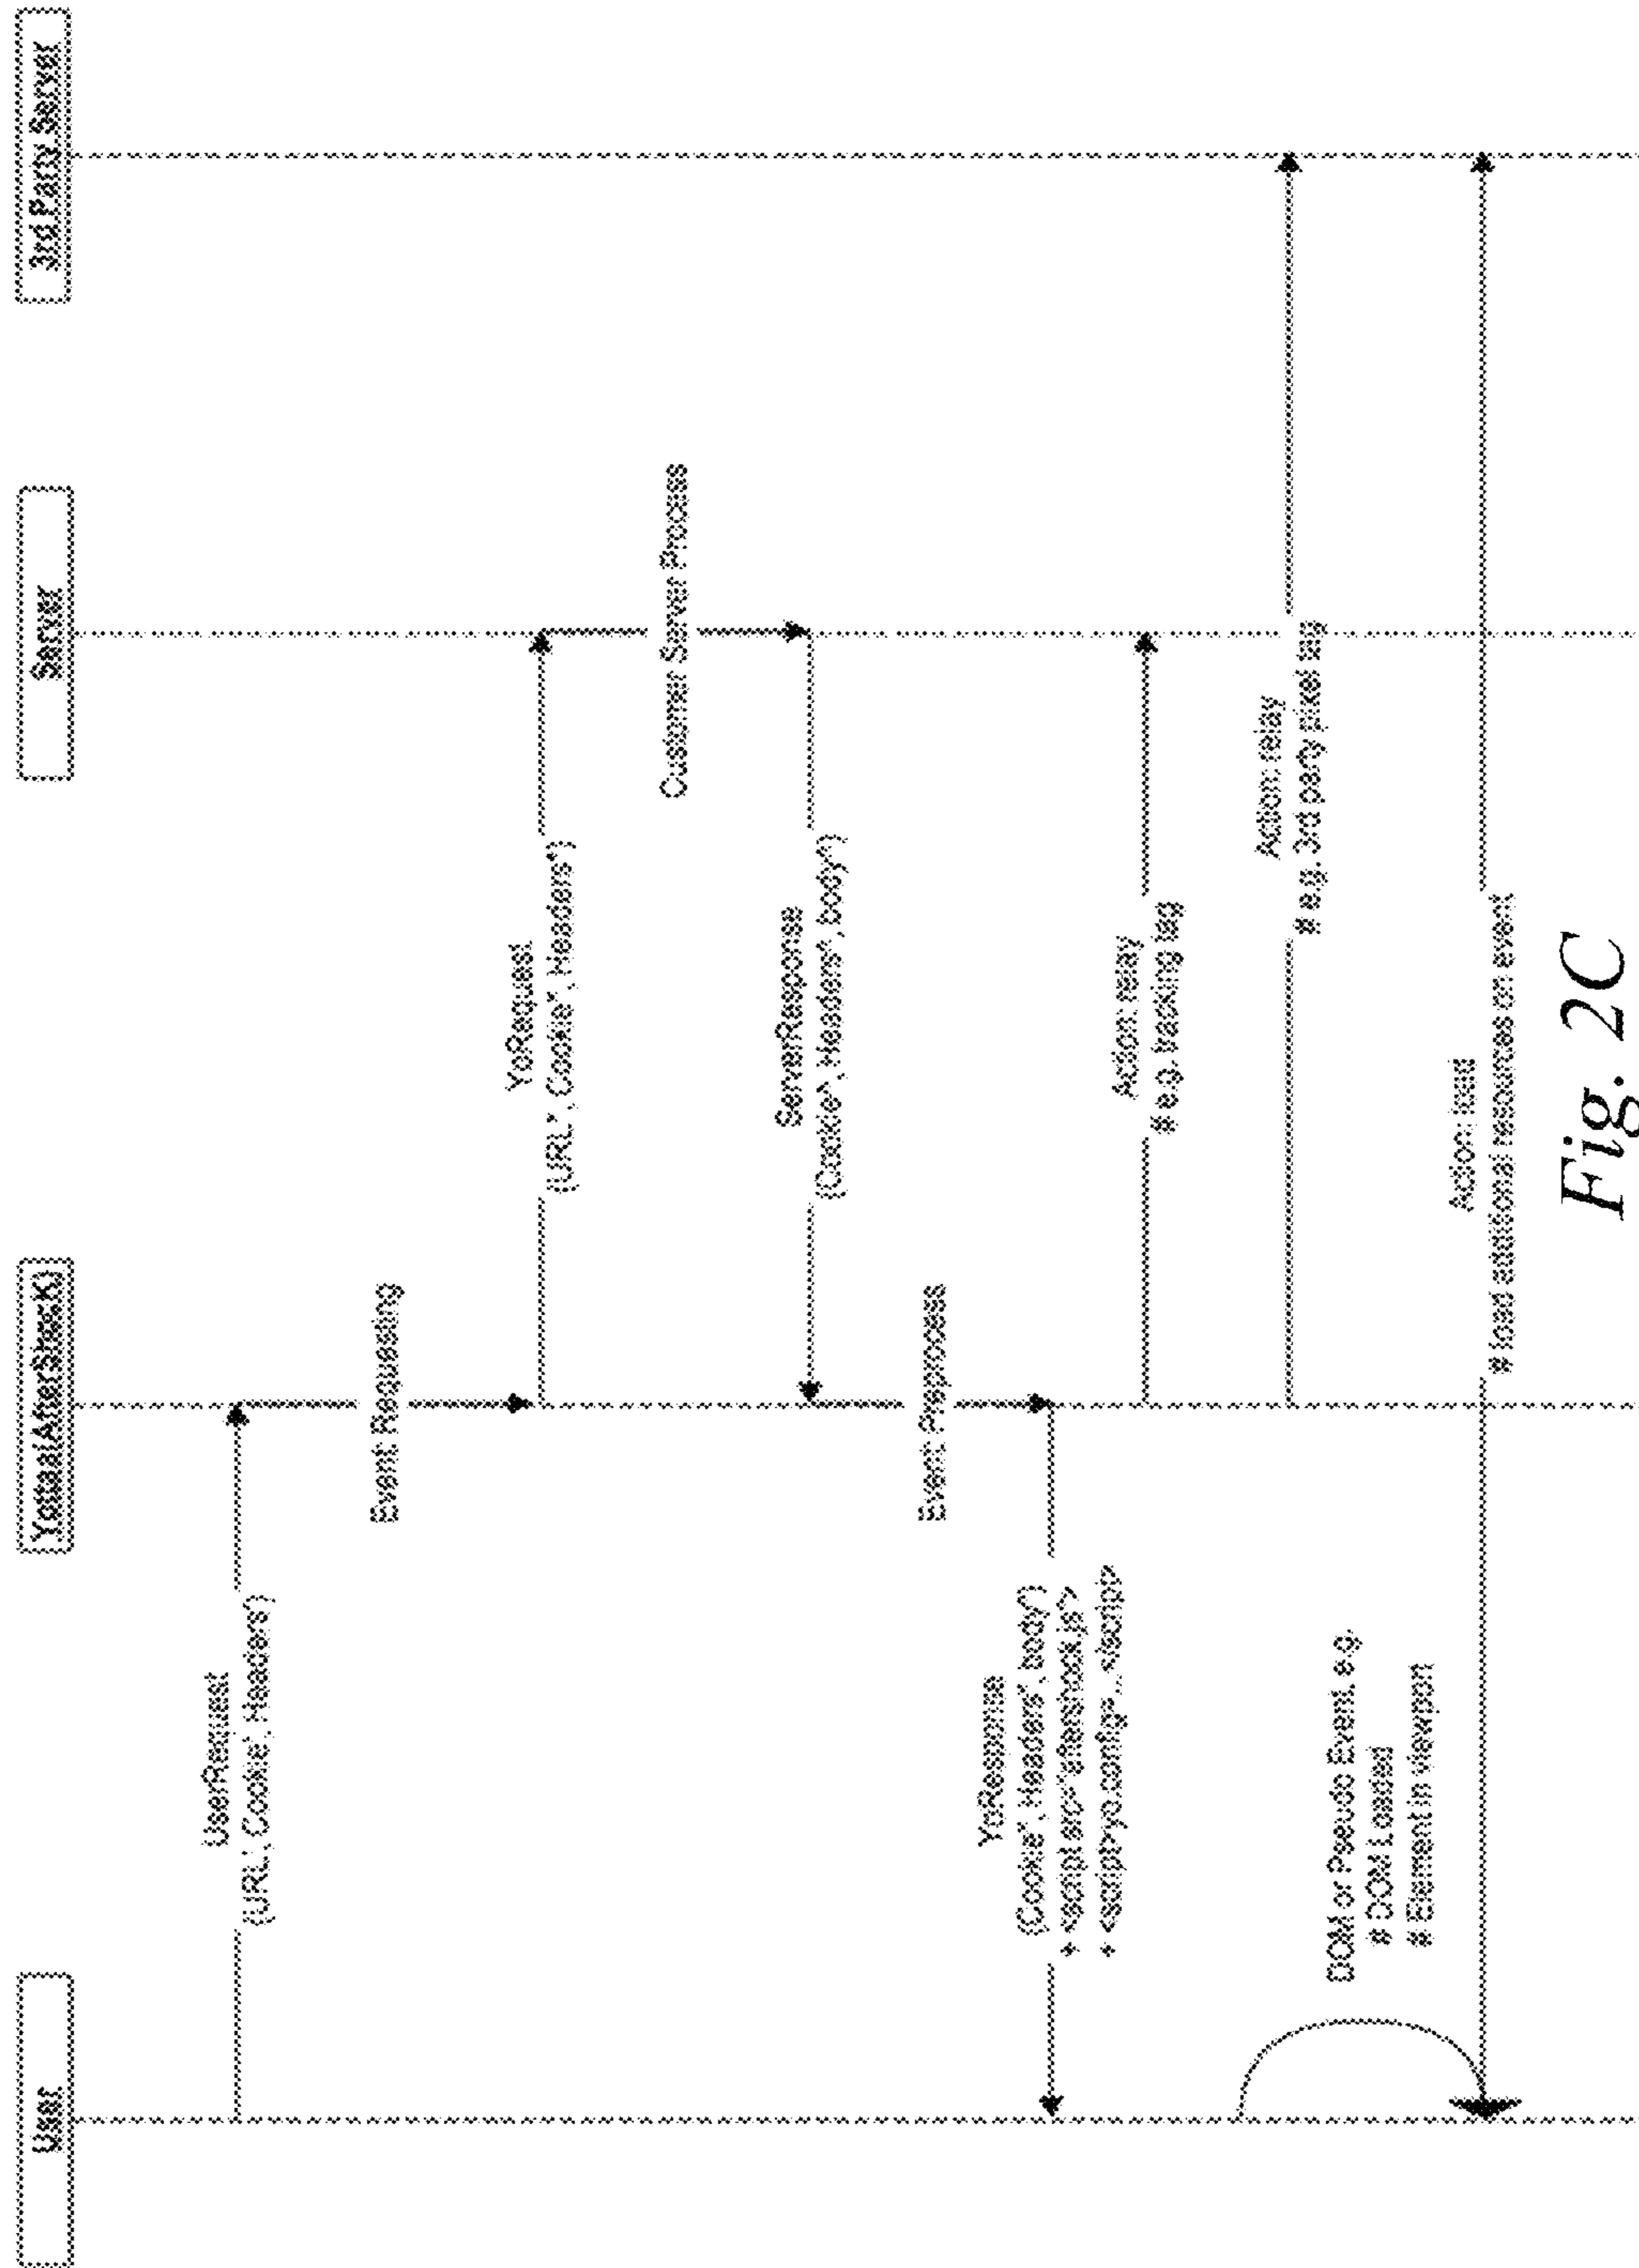 User
Yottaa(AfterShocK)
Server
3rd Party Server
UserRequest
(URL', Cookie', Headers')
Event Requesting
YoRequest
(URL*, Cookie*, Headers*)
Customer Server Process
ServerResponse
(Cookie^, Headers^, body^)
Event Preprocess
YoResponse
(Cookie", Headers", body")
+ <script src="aftershock.js">
+ <script>yo.config=...<script>
Action: relay
# e.g. tracking tag
Action: relay
# e.g. 3rd party pixel tag
DOM or Pseudo Event, e.g.
# DOM Loaded
# Element in viewport
Action: load
# load additional resources on event
Fig. 2C